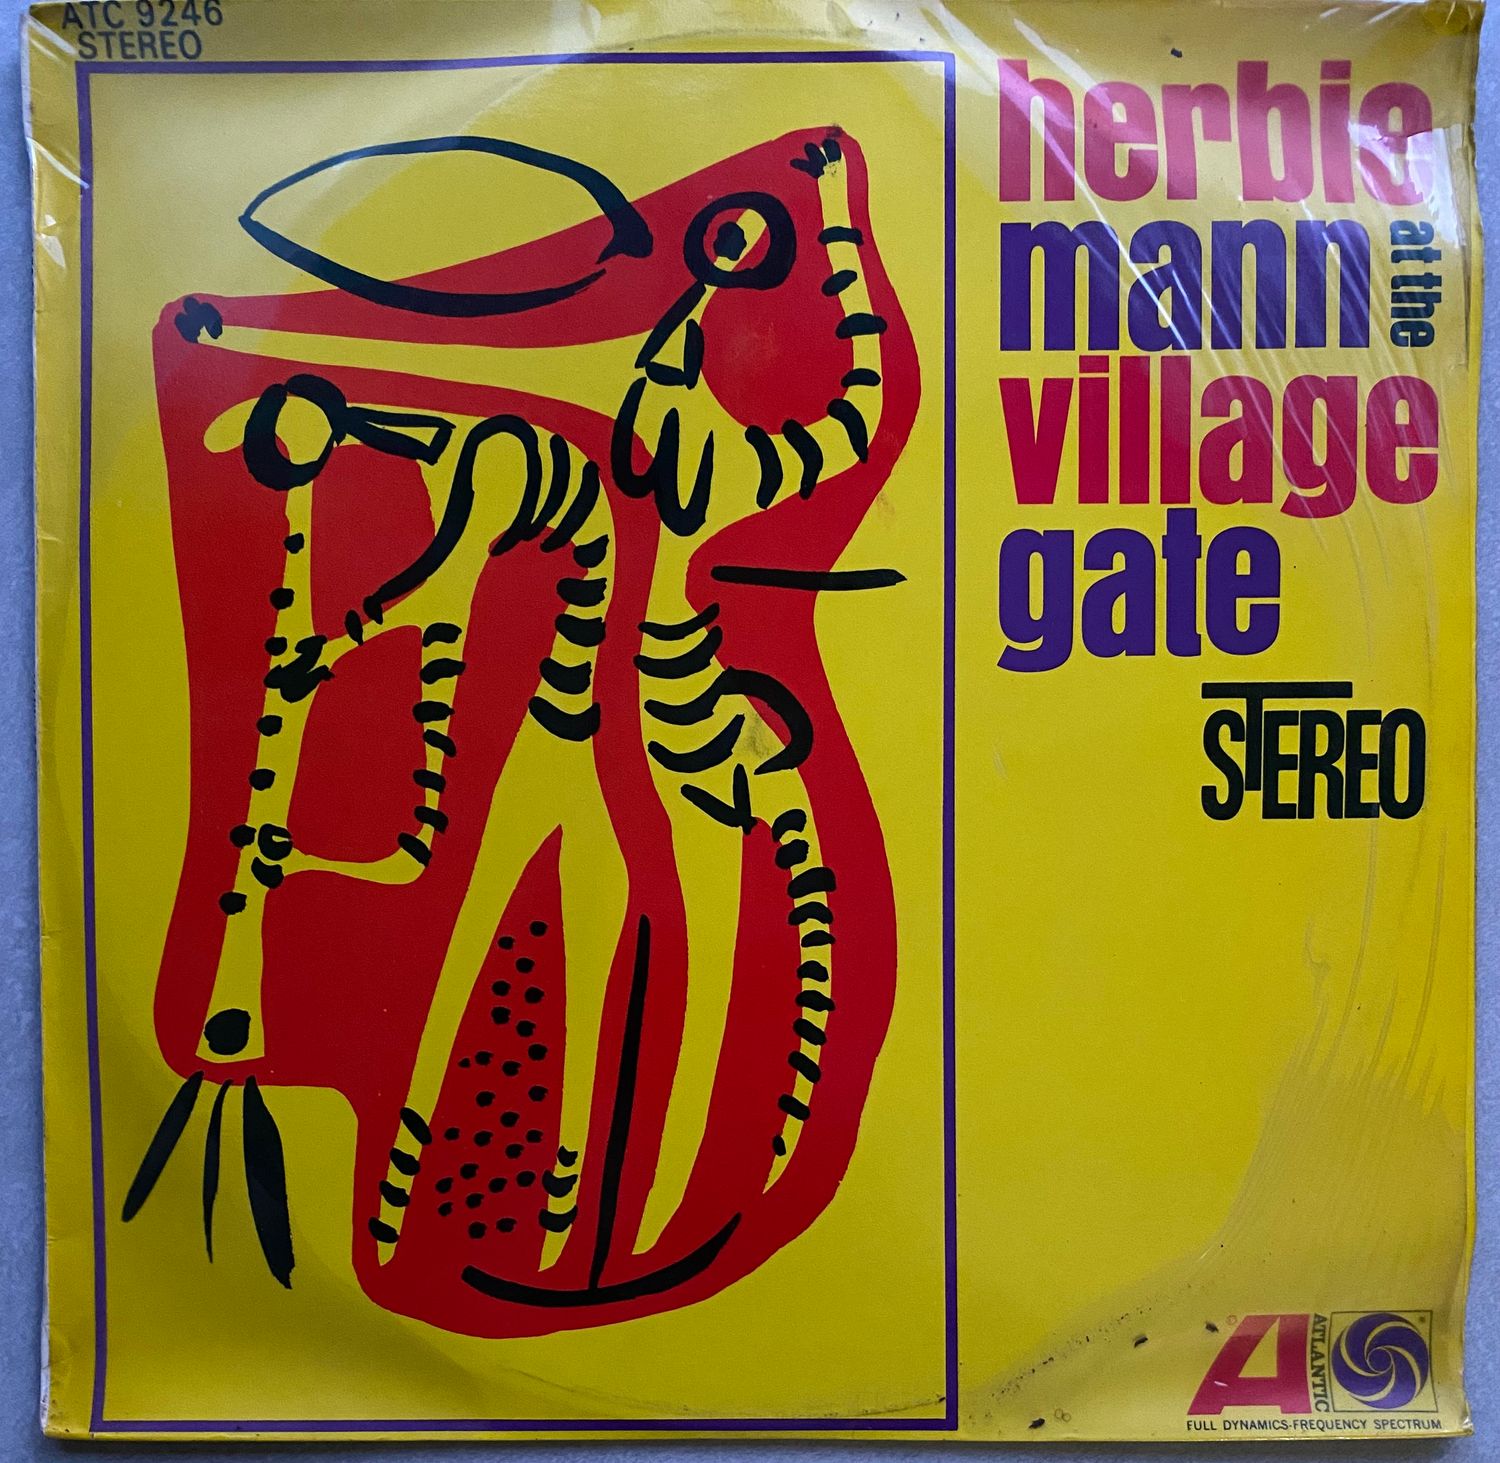 ATC 9246
STEREO
herbie
mann
at the
village
gate
STEREO
A
ATLANTIC
FULL DYNAMICS-FREQUENCY SPECTRUM